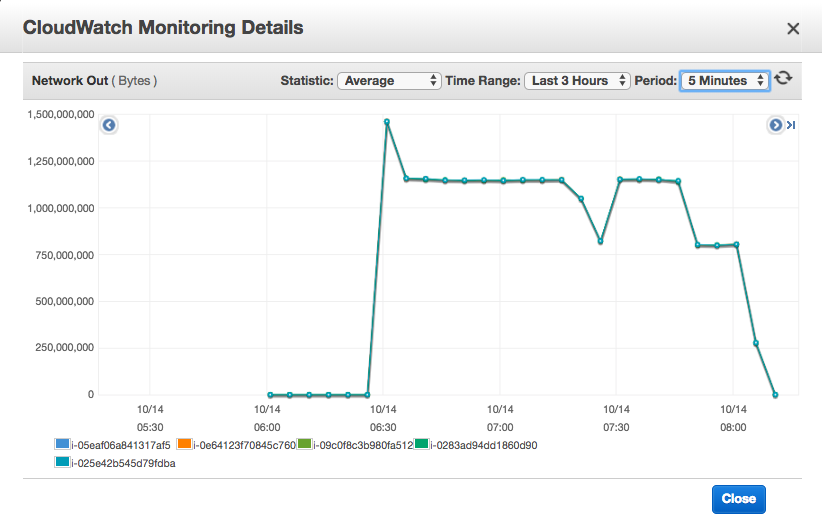 CloudWatch Monitoring Details ×
Network Out ( Bytes ) Statistic: Average Time Range: Last 3 Hours Period: 5 Minutes
1,500,000,000
1,250,000,000
1,000,000,000
750,000,000
500,000,000
250,000,000
0
10/14 10/14 10/14 10/14 10/14 10/14
05:30 06:00 06:30 07:00 07:30 08:00
i-05eaf06a841317af5 i-0e64123f70845c760 i-09c0f8c3b980fa512 i-0283ad94dd1860d90
i-025e42b545d79fdba
Close